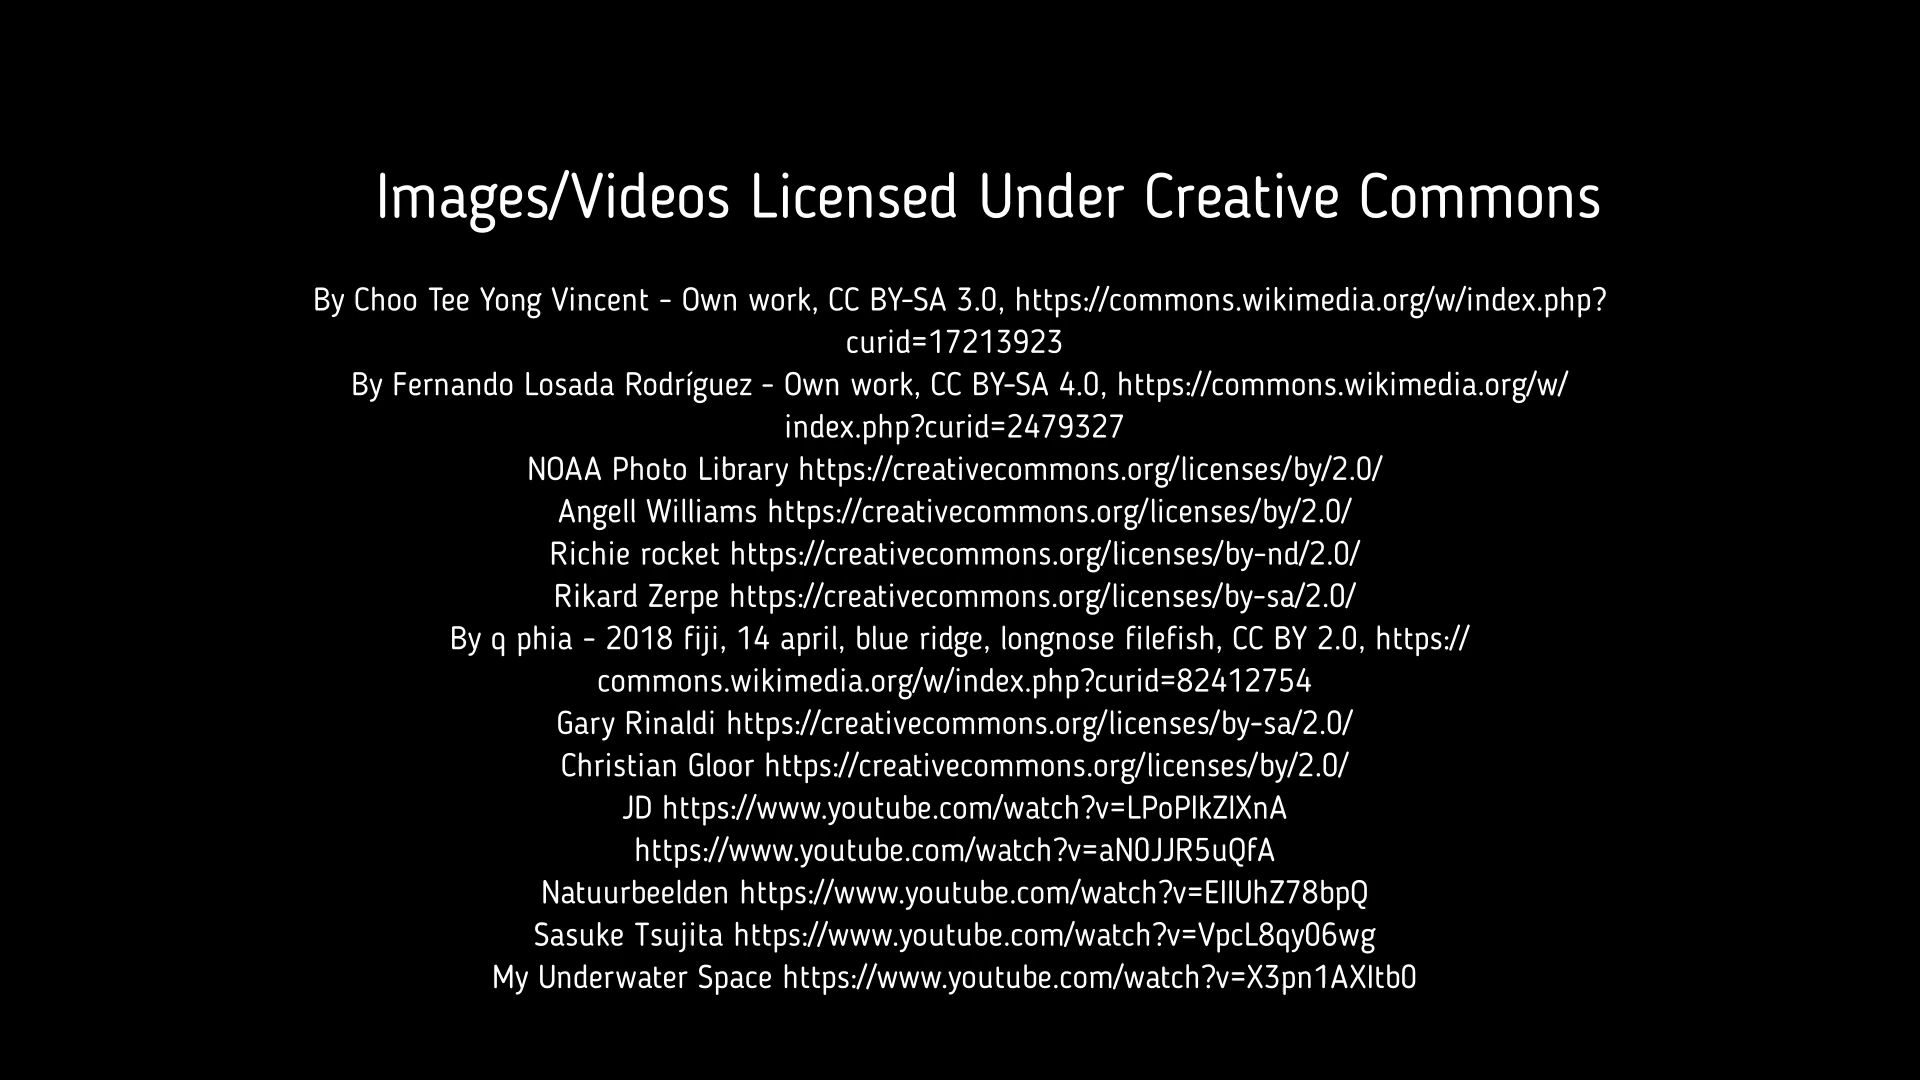 Images/Videos Licensed Under Creative Commons
By Choo Tee Yong Vincent - Own work, CC BY-SA 3.0, https://commons.wikimedia.org/w/index.php?
curid=17213923
By Fernando Losada Rodríguez - Own work, CC BY-SA 4.0, https://commons.wikimedia.org/w/
index.php?curid=2479327
NOAA Photo Library https://creativecommons.org/licenses/by/2.0/
Angell Williams https://creativecommons.org/licenses/by/2.0/
Richie rocket https://creativecommons.org/licenses/by-nd/2.0/
Rikard Zerpe https://creativecommons.org/licenses/by-sa/2.0/
By q phia - 2018 fiji, 14 april, blue ridge, longnose filefish, CC BY 2.0, https://
commons.wikimedia.org/w/index.php?curid=82412754
Gary Rinaldi https://creativecommons.org/licenses/by-sa/2.0/
Christian Gloor https://creativecommons.org/licenses/by/2.0/
JD https://www.youtube.com/watch?v=LPoPIkZlXnA
https://www.youtube.com/watch?v=aN0JJR5uQfA
Natuurbeelden https://www.youtube.com/watch?v=EIIUhZ78bpQ
Sasuke Tsujita https://www.youtube.com/watch?v=VpcL8qy06wg
My Underwater Space https://www.youtube.com/watch?v=X3pn1AXItb0